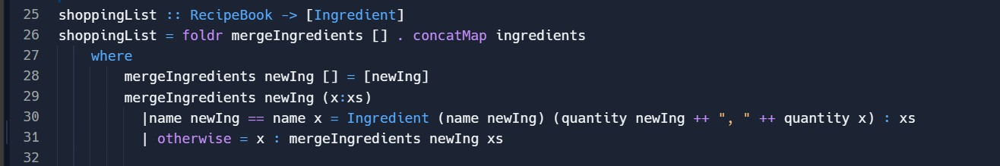 25 shoppingList :: RecipeBook -> [Ingredient]
26 shoppingList = foldr mergeIngredients [] . concatMap ingredients
27     where
28         mergeIngredients newIng [] = [newIng]
29         mergeIngredients newIng (x:xs)
30           |name newIng == name x = Ingredient (name newIng) (quantity newIng ++ ", " ++ quantity x) : xs
31           | otherwise = x : mergeIngredients newIng xs
32